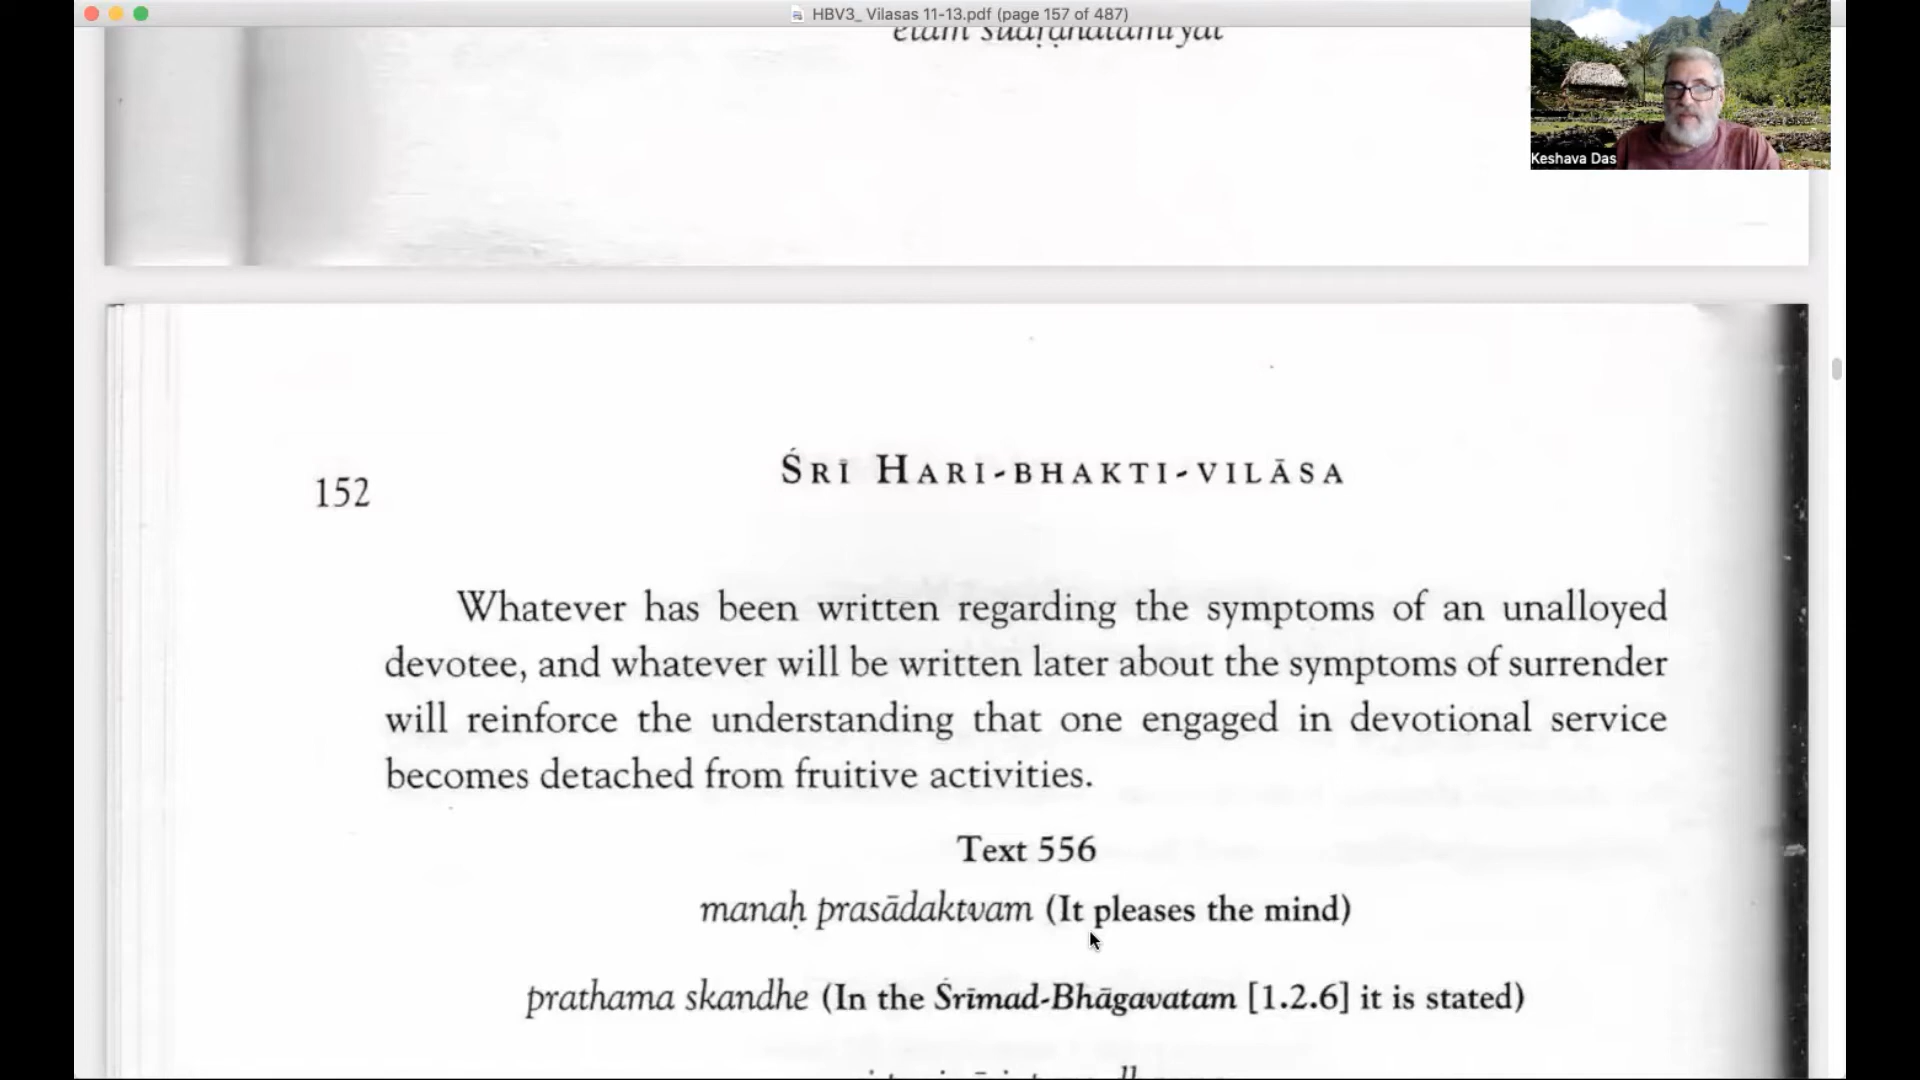 HBV3_ Vilasas 11-13.pdf (page 157 of 487)
Keshava Das
152
ŚRĪ HARI-BHAKTI-VILĀSA
Whatever has been written regarding the symptoms of an unalloyed
devotee, and whatever will be written later about the symptoms of surrender
will reinforce the understanding that one engaged in devotional service
becomes detached from fruitive activities.
Text 556
manaḥ prasādaktvam (It pleases the mind)
prathama skandhe (In the Śrīmad-Bhāgavatam [1.2.6] it is stated)